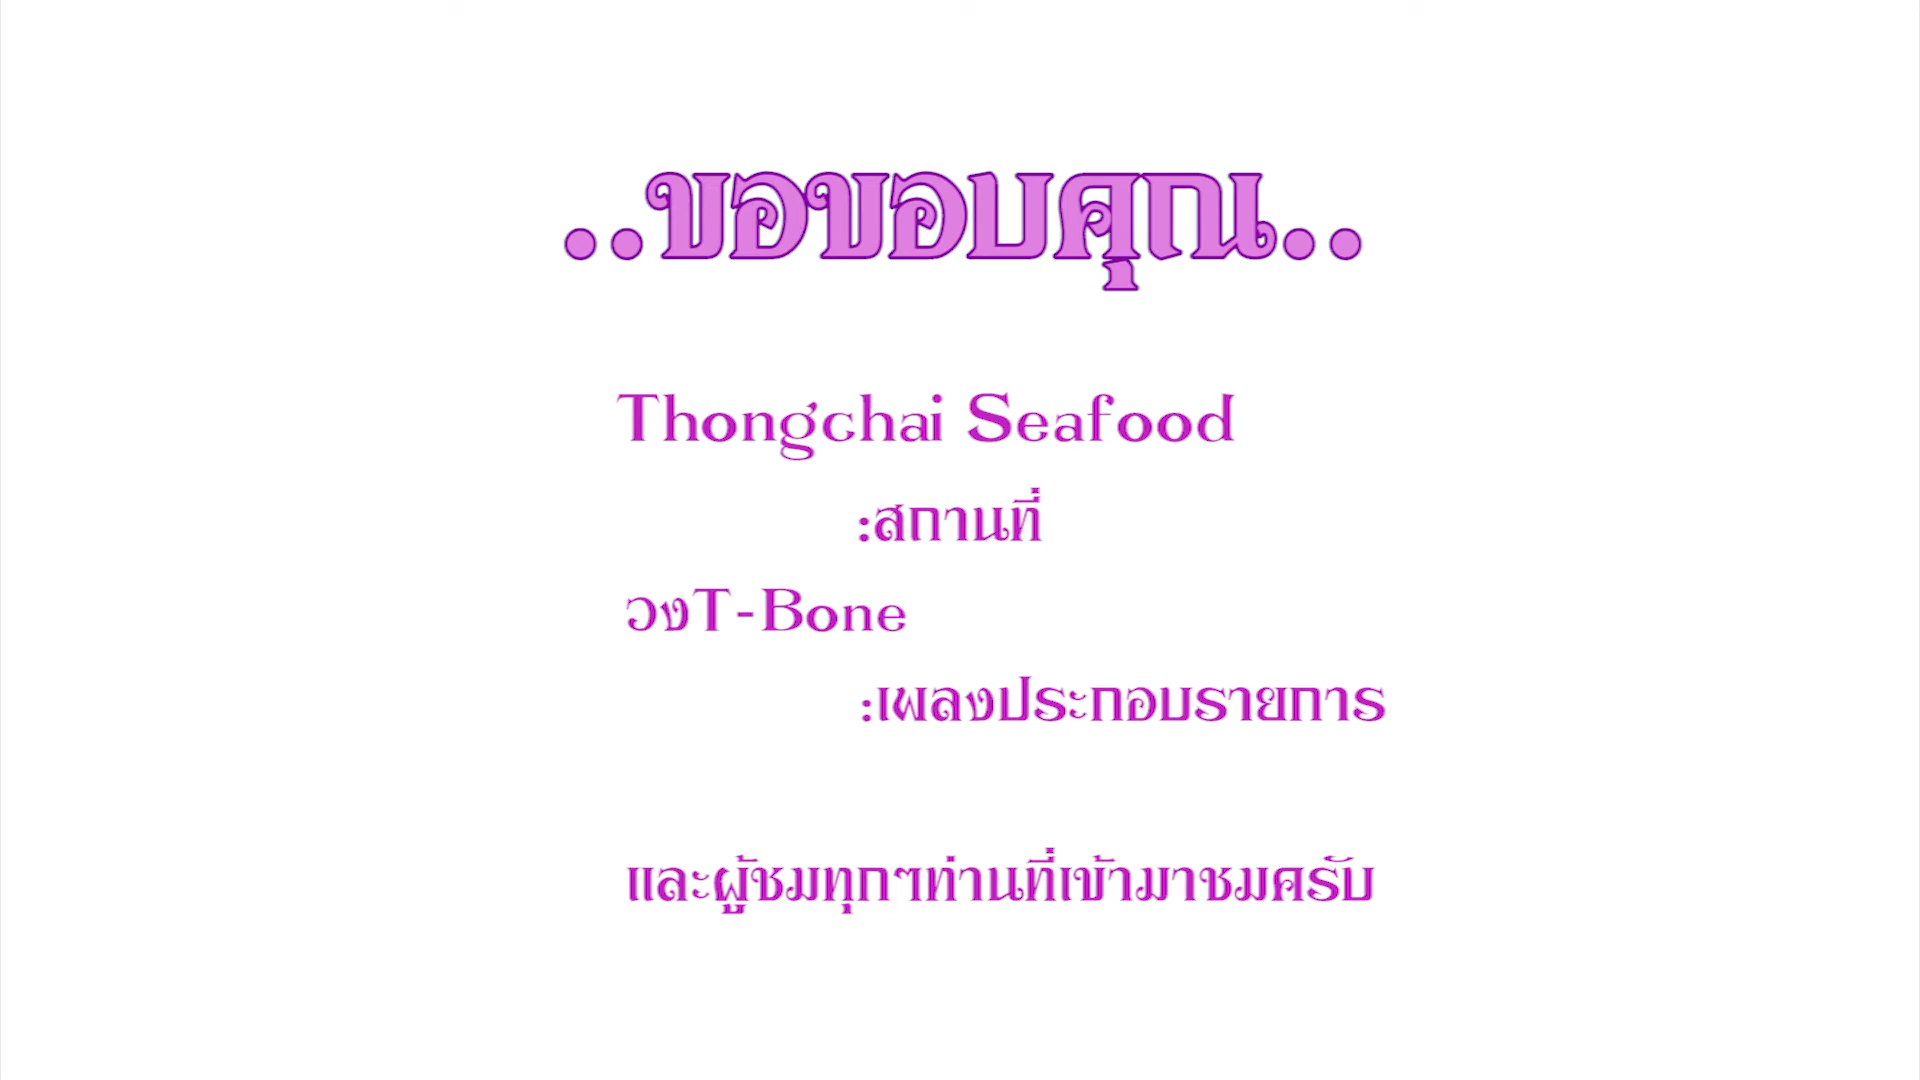 ..ขอขอบคุณ..
Thongchai Seafood
:สถานที่
วงT-Bone
:เพลงประกอบรายการ
และผู้ชมทุกๆท่านที่เข้ามาชมครับ